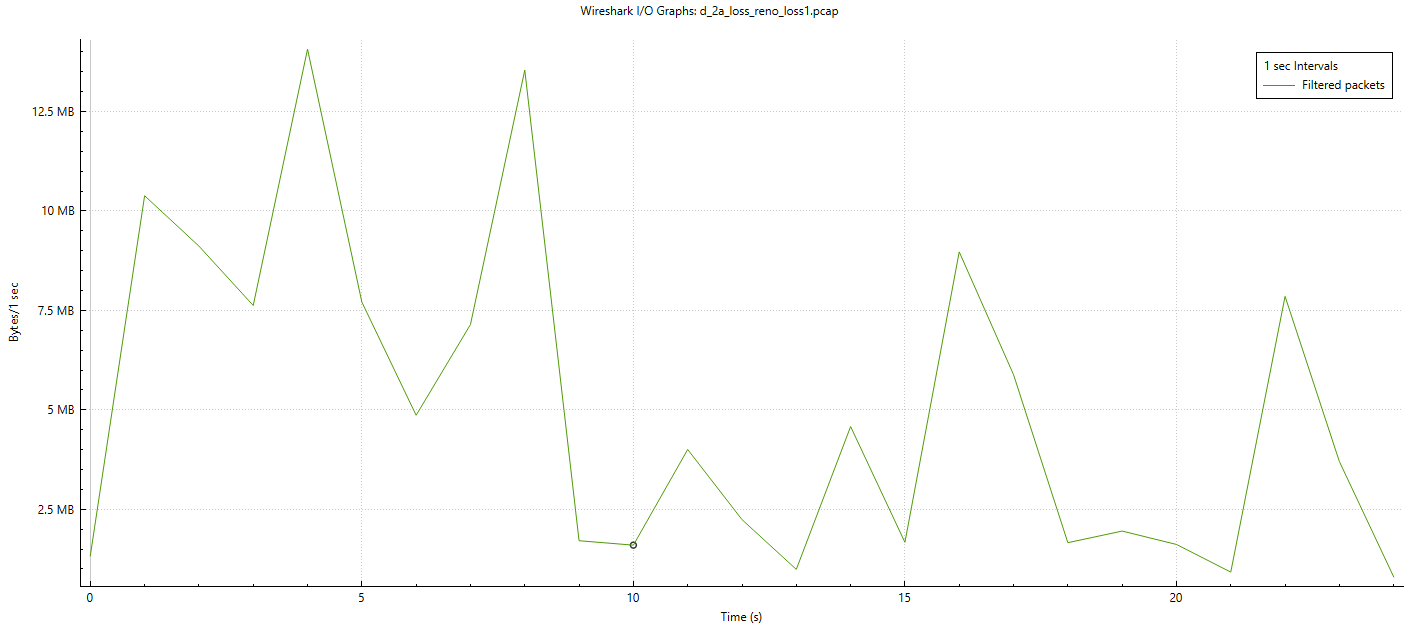 Wireshark I/O Graphs: d_2a_loss_reno_loss1.pcap
1 sec Intervals
Filtered packets
12.5 MB
10 MB
7.5 MB
5 MB
2.5 MB
Bytes/1 sec
0 5 10 15 20
Time (s)